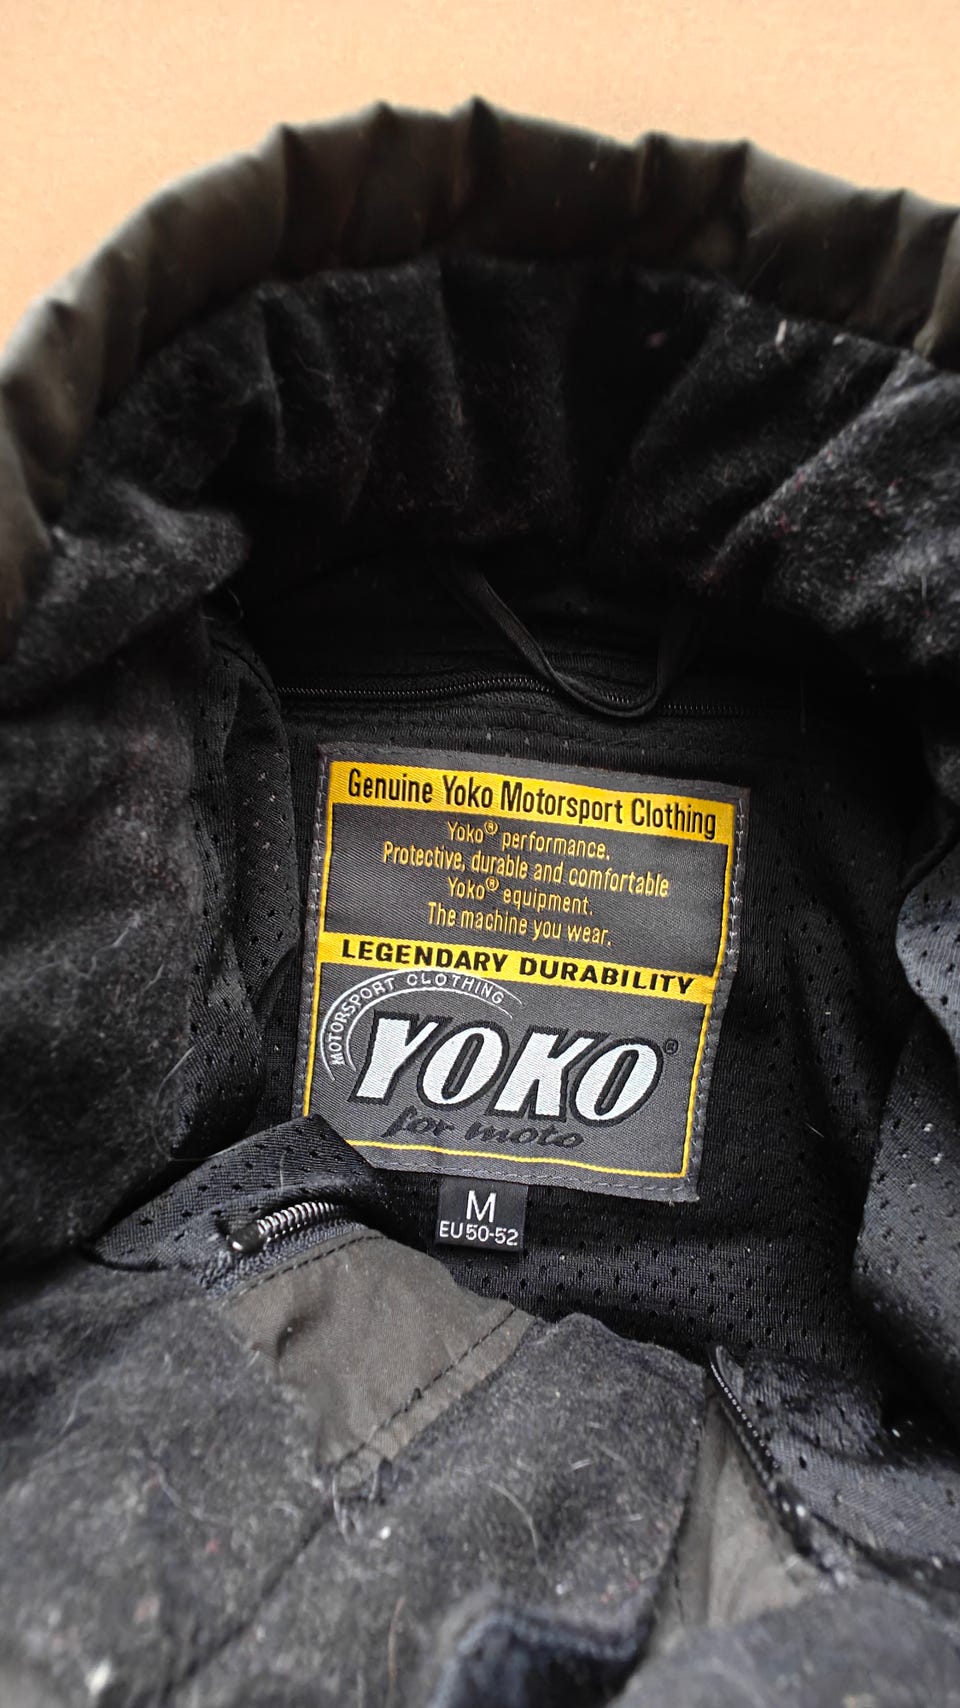 Genuine Yoko Motorsport Clothing
Yoko® performance.
Protective, durable and comfortable
Yoko® equipment.
The machine you wear.
LEGENDARY DURABILITY
MOTORSPORT CLOTHING
YOKO®
for moto
M
EU 50-52